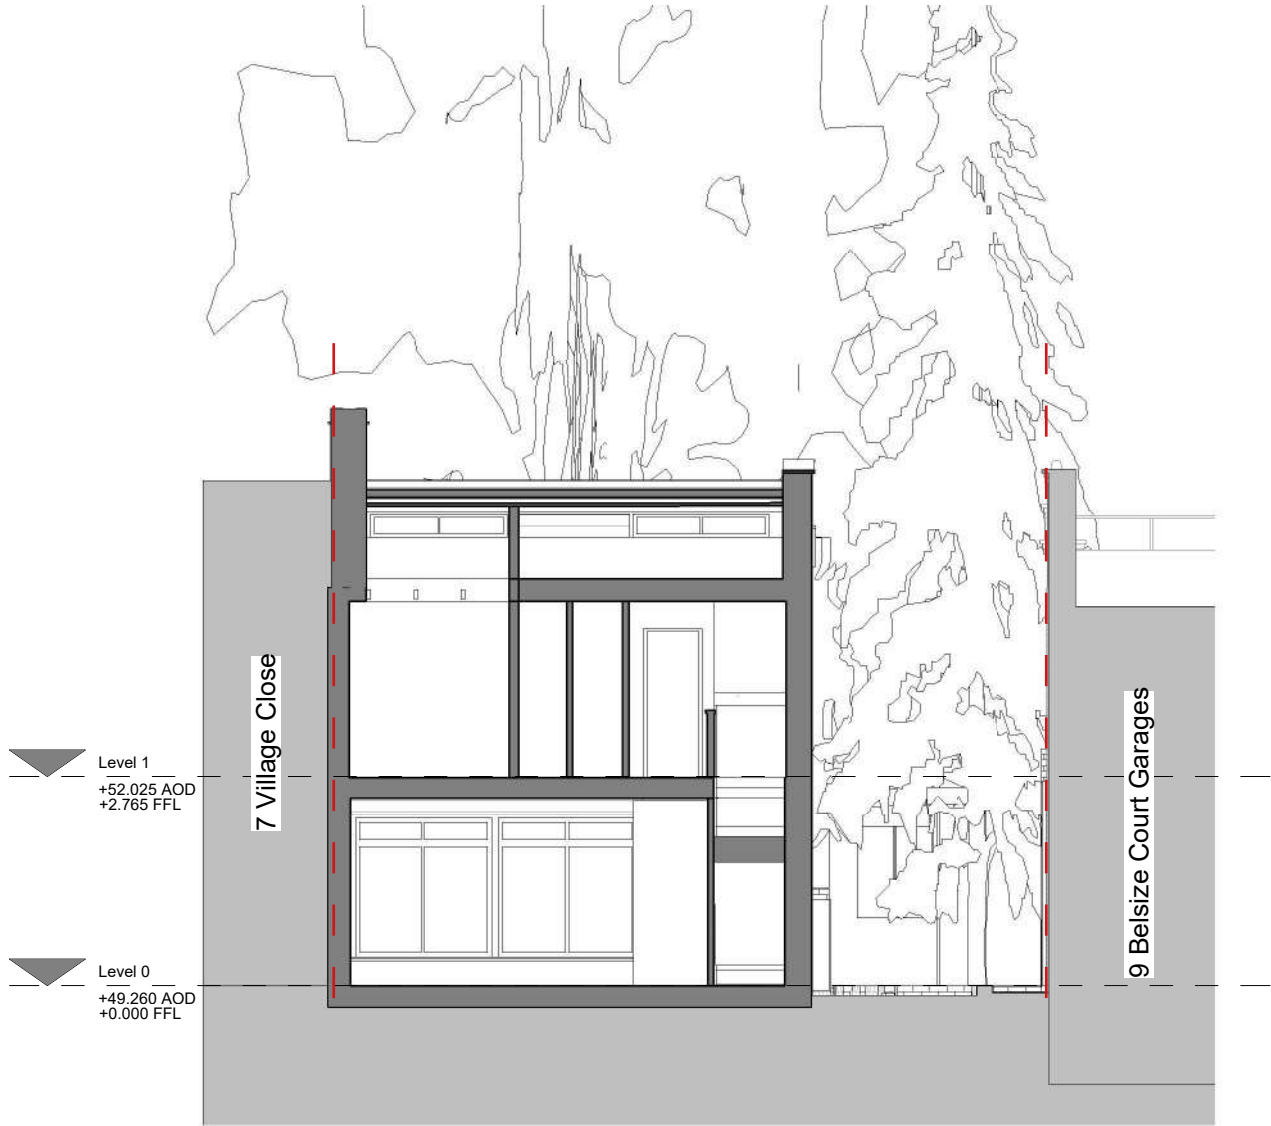 7 Village Close
9 Belsize Court Garages
Level 1
+52.025 AOD
+2.765 FFL
Level 0
+49.260 AOD
+0.000 FFL